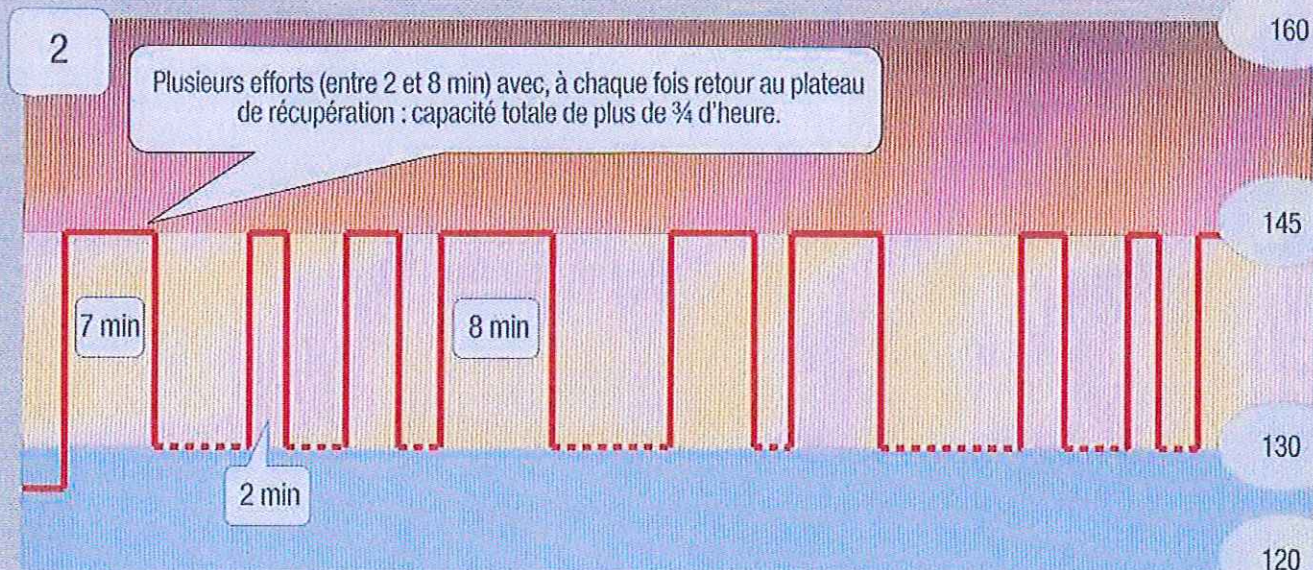 2
160
Plusieurs efforts (entre 2 et 8 min) avec, à chaque fois retour au plateau
de récupération : capacité totale de plus de ¾ d'heure.
145
7 min
8 min
130
2 min
120